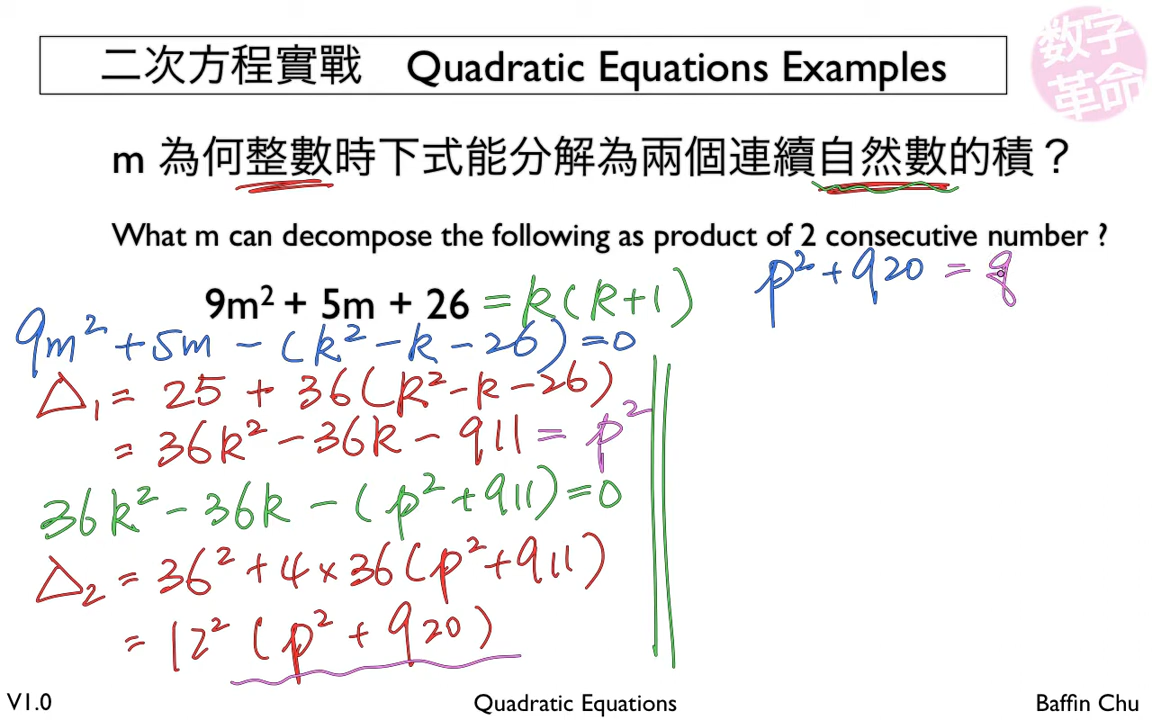 二次方程實戰 Quadratic Equations Examples
数字
革命
m 為何整數時下式能分解為兩個連續自然數的積？
What m can decompose the following as product of 2 consecutive number ?
p² + 920 = q
9m² + 5m + 26 = k(k+1)
9m² + 5m - (k² - k - 26) = 0
Δ₁ = 25 + 36(k² - k - 26)
= 36k² - 36k - 911 = p²
36k² - 36k - (p² + 911) = 0
Δ₂ = 36² + 4 × 36(p² + 911)
= 12² (p² + 920)
V1.0 Quadratic Equations Baffin Chu